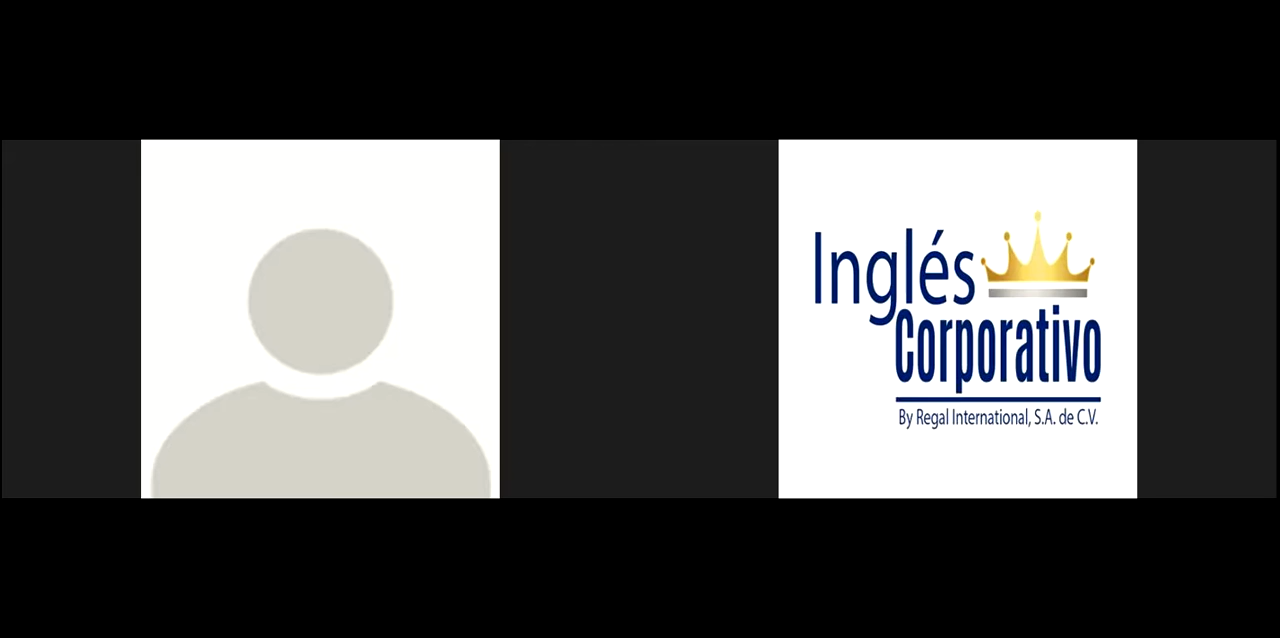 Inglés
Corporativo
By Regal International, S.A. de C.V.